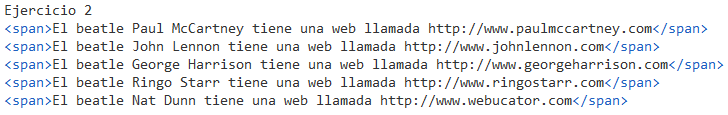 Ejercicio 2
<span>El beatle Paul McCartney tiene una web llamada http://www.paulmccartney.com</span>
<span>El beatle John Lennon tiene una web llamada http://www.johnlennon.com</span>
<span>El beatle George Harrison tiene una web llamada http://www.georgeharrison.com</span>
<span>El beatle Ringo Starr tiene una web llamada http://www.ringostarr.com</span>
<span>El beatle Nat Dunn tiene una web llamada http://www.webucator.com</span>